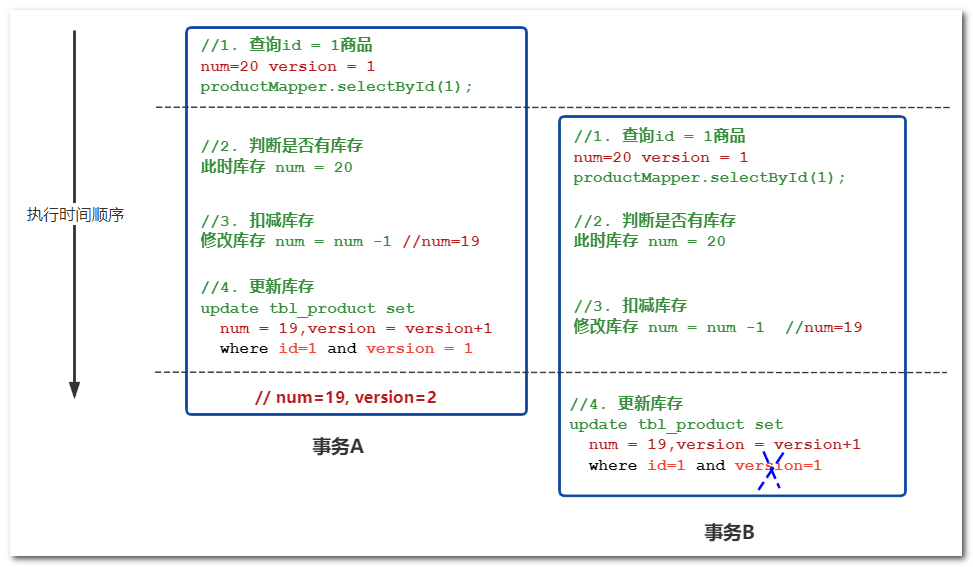 执行时间顺序
//1. 查询id = 1商品
num=20 version = 1
productMapper.selectById(1);
//2. 判断是否有库存
此时库存 num = 20
//3. 扣减库存
修改库存 num = num -1 //num=19
//4. 更新库存
update tbl_product set
num = 19,version = version+1
where id=1 and version = 1
// num=19, version=2
事务A
//1. 查询id = 1商品
num=20 version = 1
productMapper.selectById(1);
//2. 判断是否有库存
此时库存 num = 20
//3. 扣减库存
修改库存 num = num -1 //num=19
//4. 更新库存
update tbl_product set
num = 19,version = version+1
where id=1 and version=1
事务B